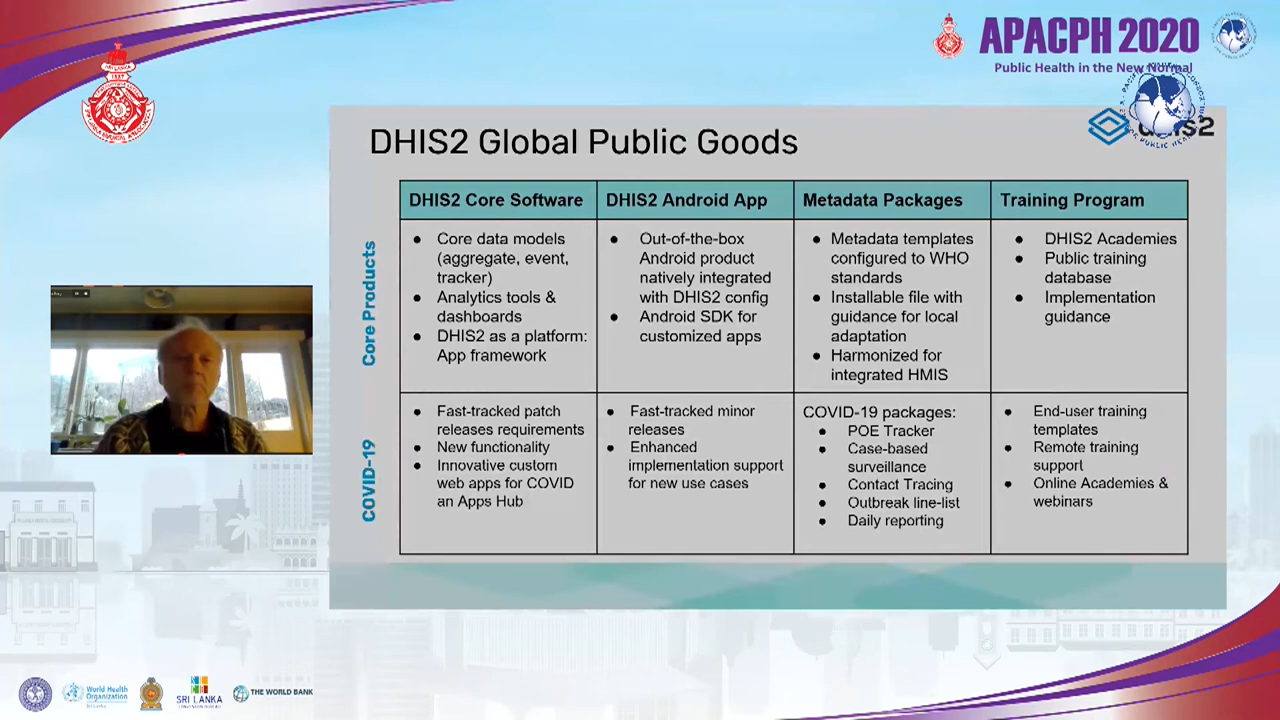 APACPH 2020
Public Health in the New Normal
SRI LANKA
1887
dhis2
DHIS2 Global Public Goods
DHIS2 Core Software
DHIS2 Android App
Metadata Packages
Training Program
Core Products
● Core data models
(aggregate, event,
tracker)
● Analytics tools &
dashboards
● DHIS2 as a platform:
App framework
● Out-of-the-box
Android product
natively integrated
with DHIS2 config
● Android SDK for
customized apps
● Metadata templates
configured to WHO
standards
● Installable file with
guidance for local
adaptation
● Harmonized for
integrated HMIS
● DHIS2 Academies
● Public training
database
● Implementation
guidance
COVID-19
● Fast-tracked patch
releases requirements
● New functionality
● Innovative custom
web apps for COVID
an Apps Hub
● Fast-tracked minor
releases
● Enhanced
implementation support
for new use cases
COVID-19 packages:
● POE Tracker
● Case-based
surveillance
● Contact Tracing
● Outbreak line-list
● Daily reporting
● End-user training
templates
● Remote training
support
● Online Academies &
webinars
World Health
Organization
Sri Lanka
SRI LANKA
THE WORLD BANK